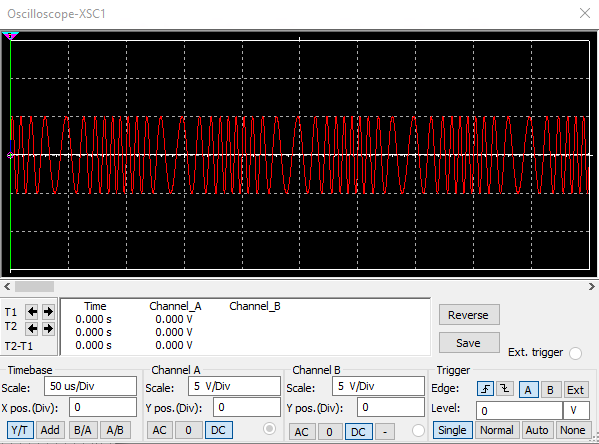 Oscilloscope-XSC1
T1
T2
T2-T1
Time Channel_A Channel_B
0.000 s 0.000 V
0.000 s 0.000 V
0.000 s 0.000 V
Reverse
Save
Ext. trigger
Timebase
Scale: 50 us/Div
X pos.(Div): 0
Y/T Add B/A A/B
Channel A
Scale: 5 V/Div
Y pos.(Div): 0
AC 0 DC
Channel B
Scale: 5 V/Div
Y pos.(Div): 0
AC 0 DC -
Trigger
Edge: A B Ext
Level: 0 V
Single Normal Auto None